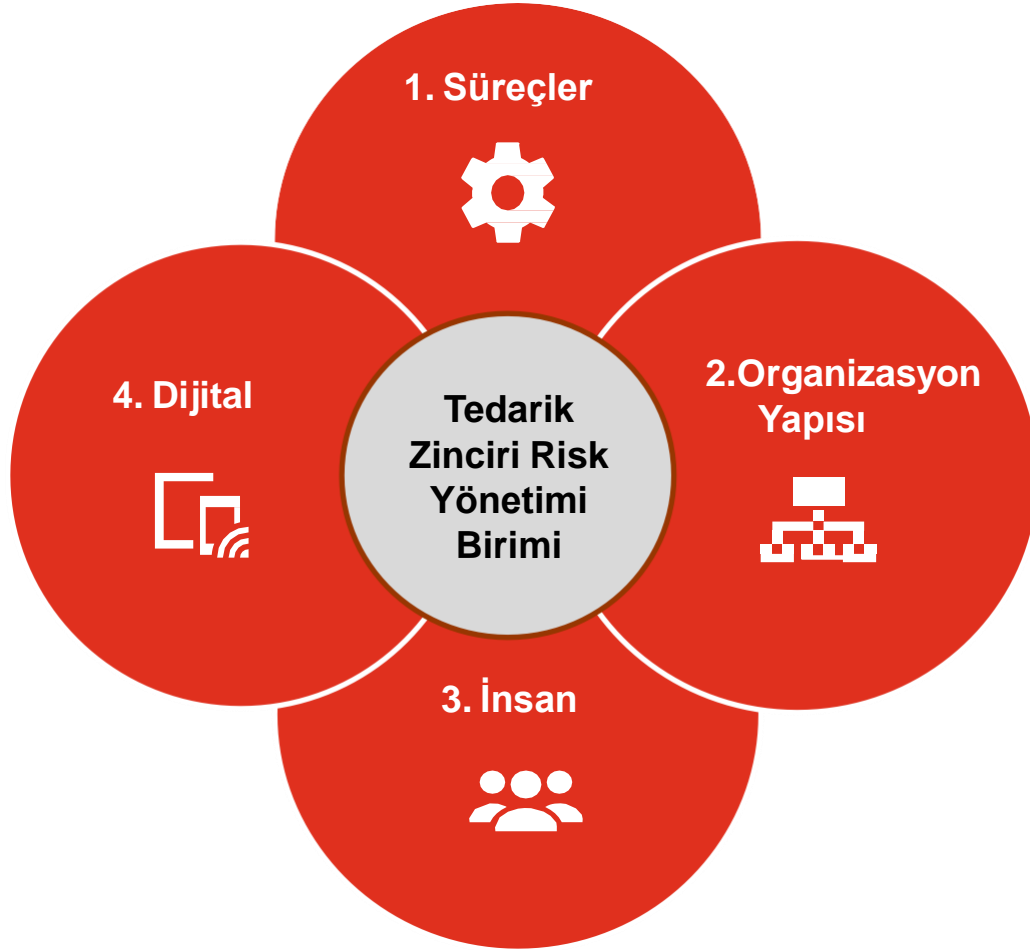 1. Süreçler
2.Organizasyon
Yapısı
3. İnsan
4. Dijital
Tedarik
Zinciri Risk
Yönetimi
Birimi